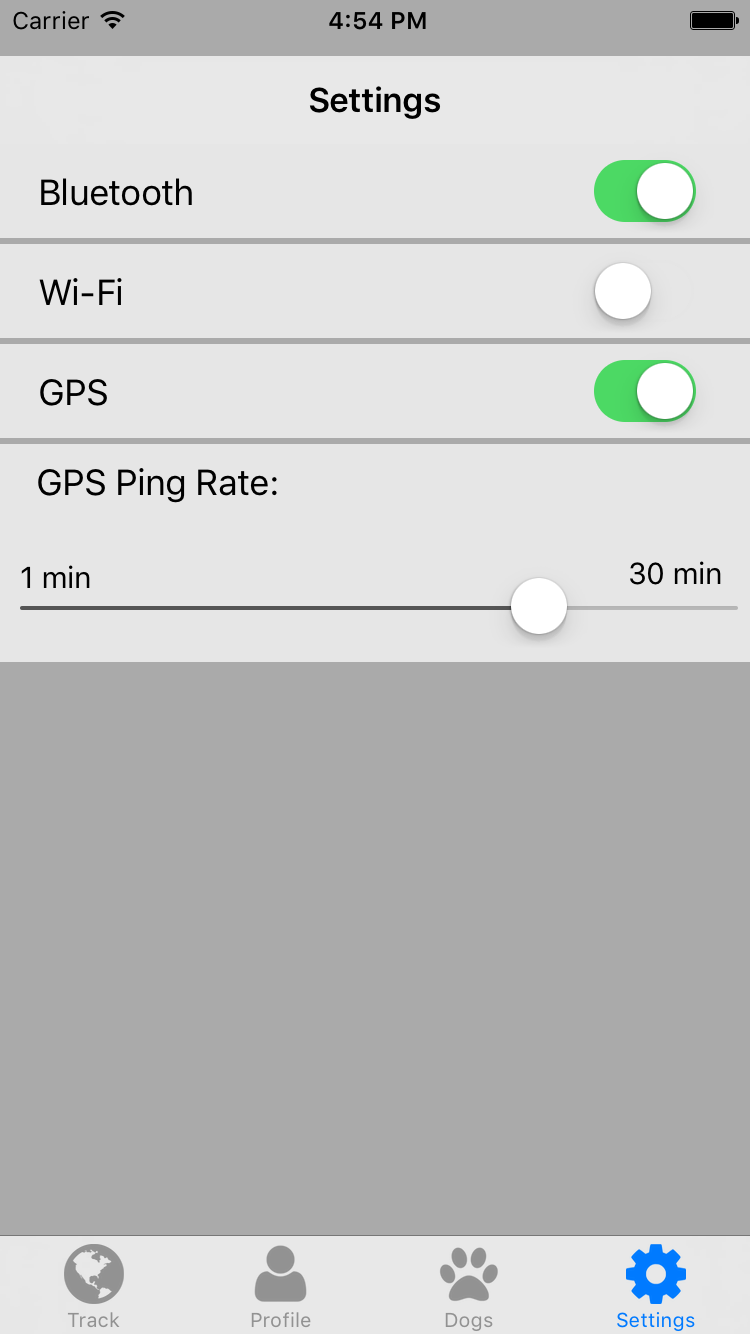 Carrier 4:54 PM
Settings
Bluetooth
Wi-Fi
GPS
GPS Ping Rate:
1 min 30 min
Track Profile Dogs Settings